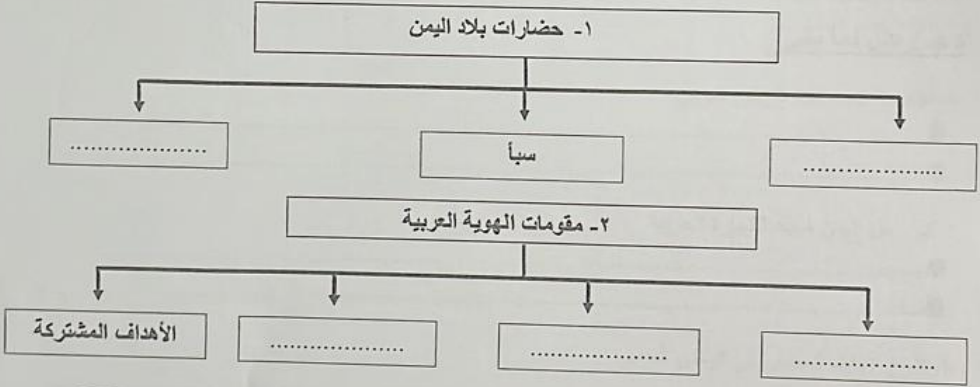 ١- حضارات بلاد اليمن
.................... سبأ ....................
٢- مقومات الهوية العربية
.................... .................... .................... الأهداف المشتركة